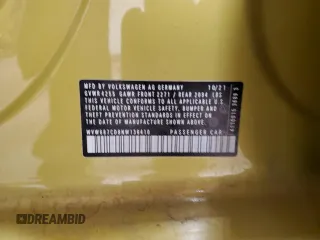 MFD BY VOLKSWAGEN AG GERMANY 10/21
GVWR 4255 GAWR FRONT 2271 / REAR 2094 LBS
THIS VEHICLE CONFORMS TO ALL APPLICABLE U.S.
FEDERAL MOTOR VEHICLE SAFETY, BUMPER, AND
THEFT PREVENTION STANDARDS IN EFFECT ON THE
DATE OF MANUFACTURE SHOWN ABOVE.
PASSENGER CAR
DREAMBID